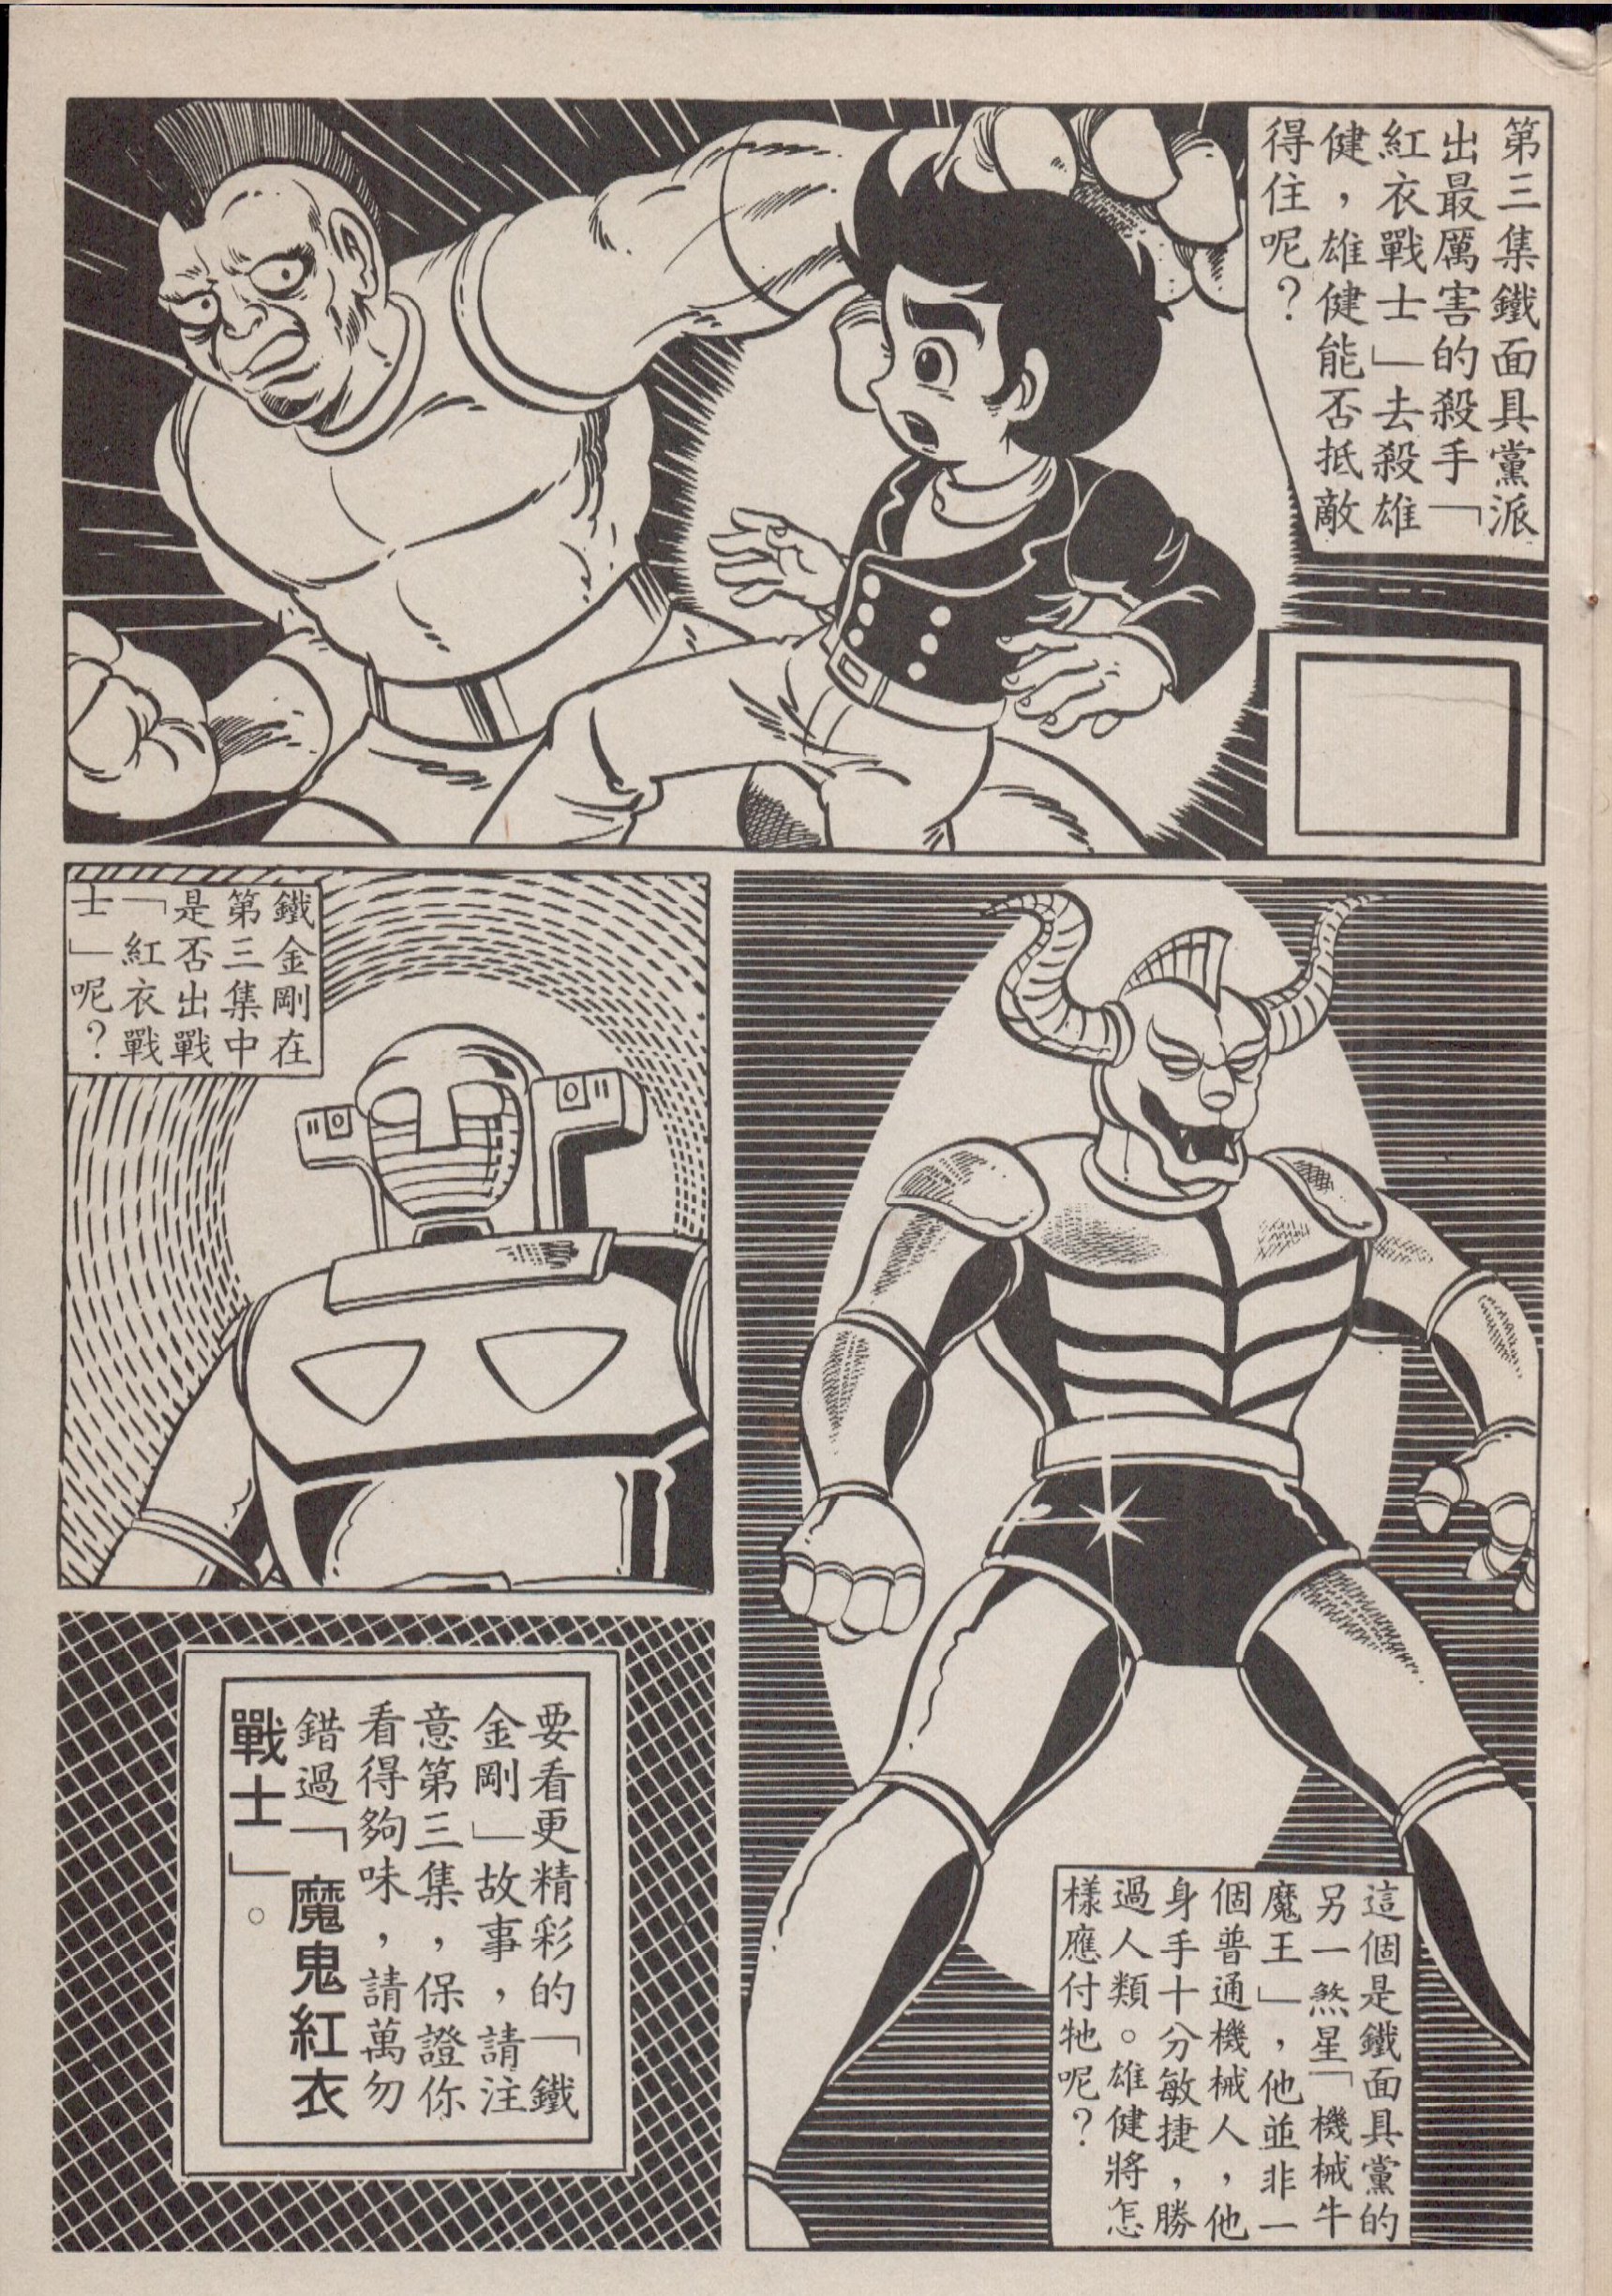 第三集鐵面具黨派
出最厲害的殺手「
紅衣戰士」去殺雄
健，雄健能否抵敵
得住呢？
這個是鐵面具黨的
另一煞星「機械牛
魔王」，他並非一
個普通機械人，他
身手十分敏捷，勝
過人類。雄健將怎
樣應付牠呢？
鐵金剛在
第三集中
是否出戰
「紅衣戰
士」呢？
要看更精彩的「鐵
金剛」故事，請注
意第三集，保證你
看得夠味，請萬勿
錯過「魔鬼紅衣
戰士」。